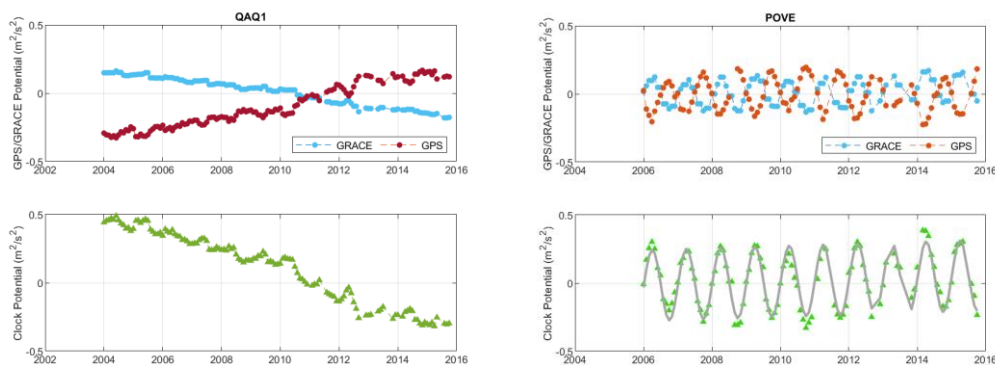 QAQ1
GPS/GRACE Potential (m²/s²)
0.5
0
-0.5
GRACE GPS
2002 2004 2006 2008 2010 2012 2014 2016
POVE
GPS/GRACE Potential (m²/s²)
0.5
0
-0.5
GRACE GPS
2004 2006 2008 2010 2012 2014 2016
Clock Potential (m²/s²)
0.5
0
-0.5
2002 2004 2006 2008 2010 2012 2014 2016
Clock Potential (m²/s²)
0.5
0
-0.5
2004 2006 2008 2010 2012 2014 2016